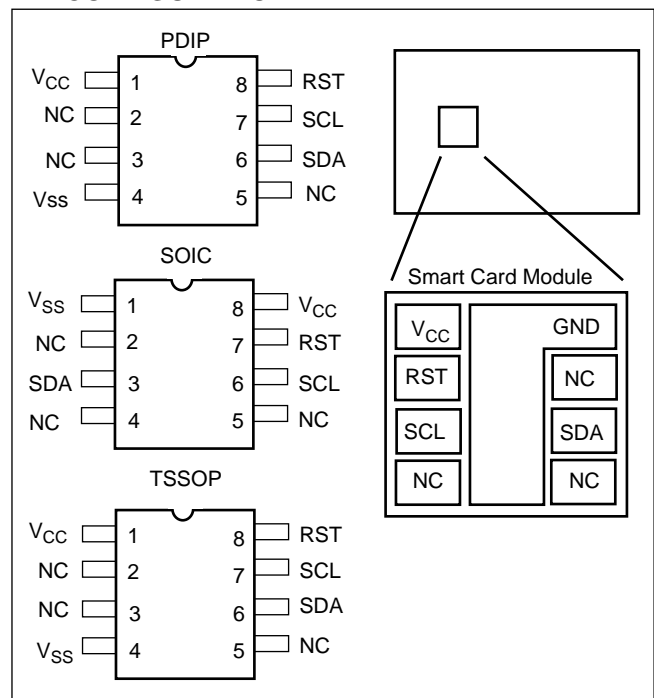 PDIP
VCC 1 8 RST
NC 2 7 SCL
NC 3 6 SDA
Vss 4 5 NC
SOIC
VSS 1 8 VCC
NC 2 7 RST
SDA 3 6 SCL
NC 4 5 NC
TSSOP
VCC 1 8 RST
NC 2 7 SCL
NC 3 6 SDA
VSS 4 5 NC
Smart Card Module
VCC GND
RST NC
SCL SDA
NC NC